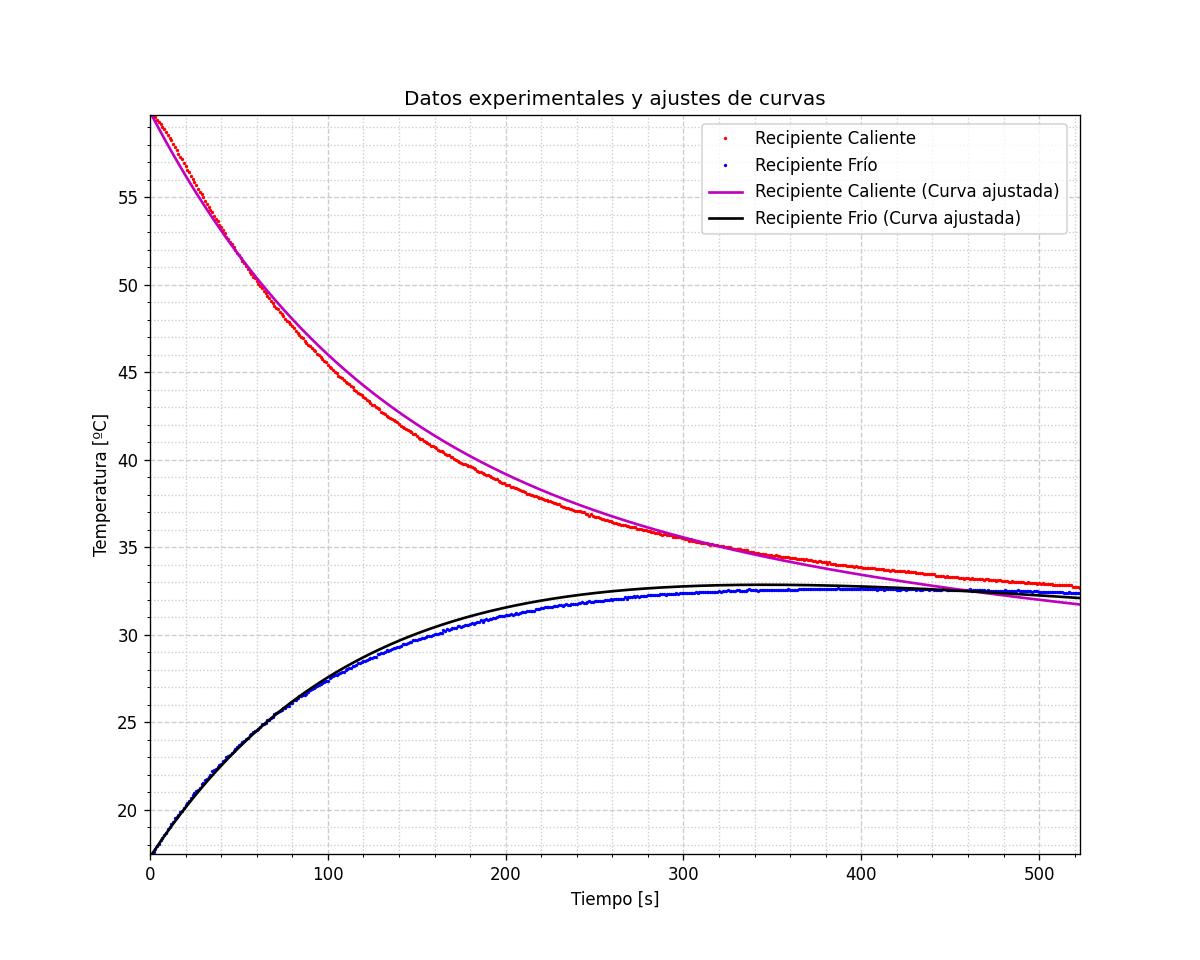 Datos experimentales y ajustes de curvas
Recipiente Caliente
Recipiente Frío
Recipiente Caliente (Curva ajustada)
Recipiente Frio (Curva ajustada)
Temperatura [ºC]
55
50
45
40
35
30
25
20
0 100 200 300 400 500
Tiempo [s]